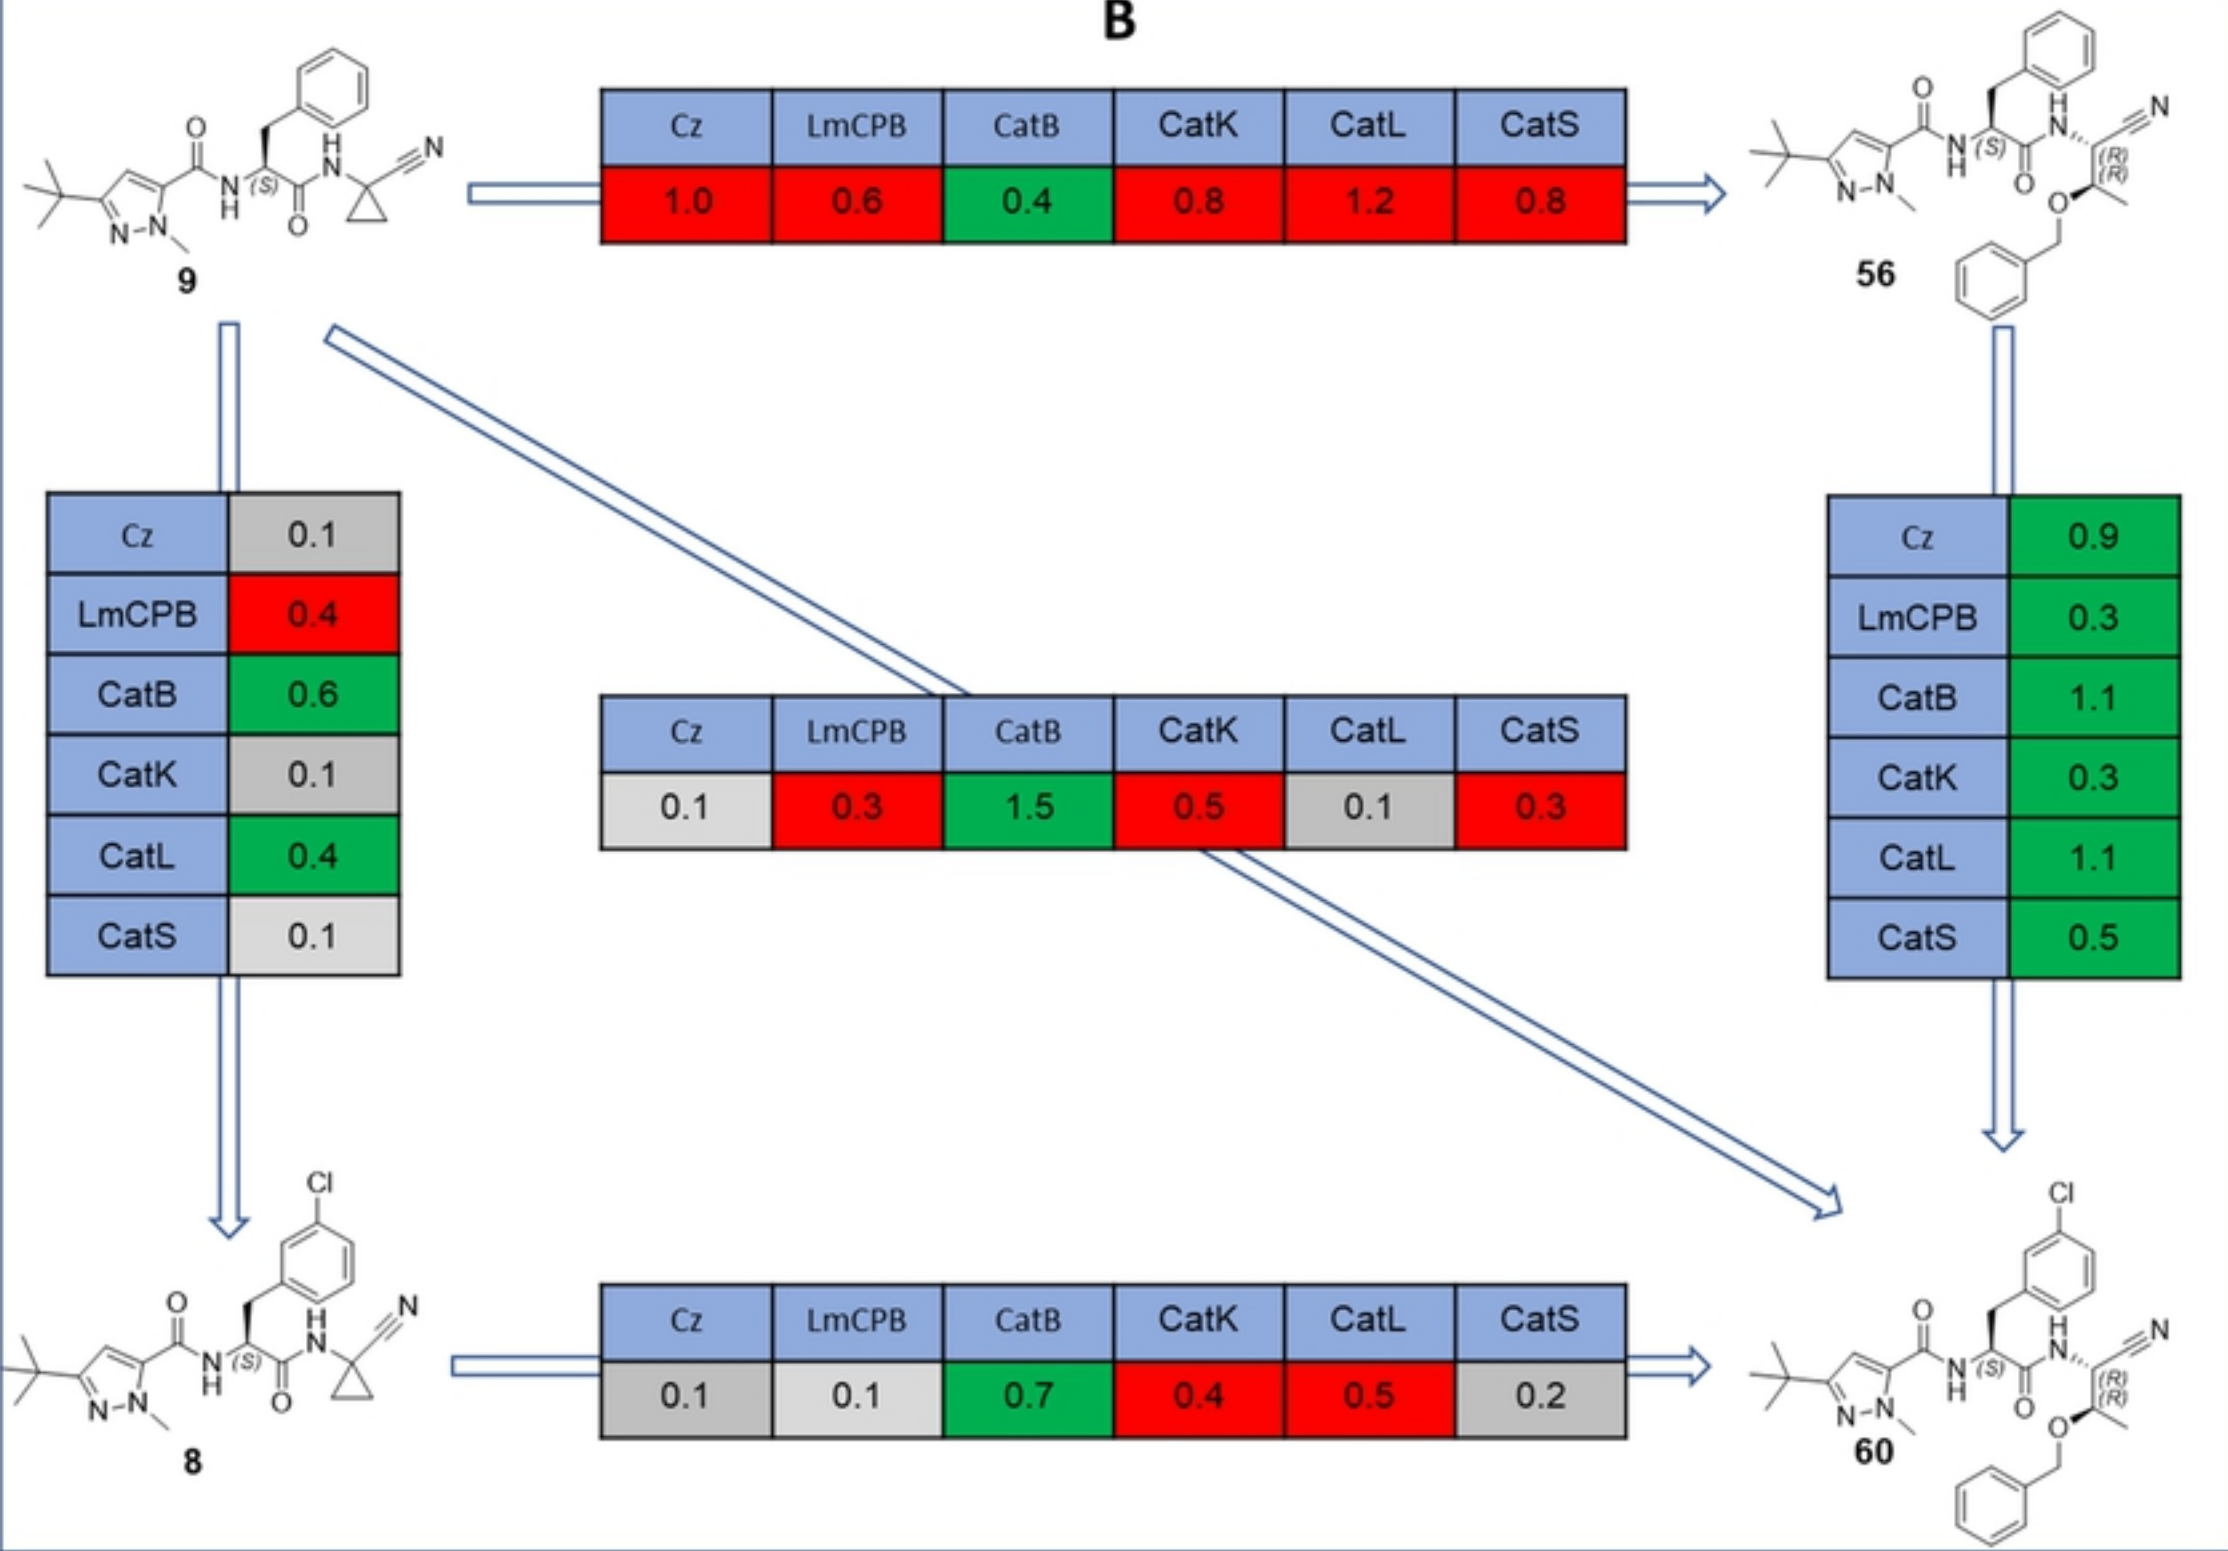 B
Cz LmCPB CatB CatK CatL CatS
1.0 0.6 0.4 0.8 1.2 0.8
O N H (S) O H N N N N
9
O N H (S) O H N N (R) (R) O N N
56
Cz 0.1
LmCPB 0.4
CatB 0.6
CatK 0.1
CatL 0.4
CatS 0.1
Cz LmCPB CatB CatK CatL CatS
0.1 0.3 1.5 0.5 0.1 0.3
Cz 0.9
LmCPB 0.3
CatB 1.1
CatK 0.3
CatL 1.1
CatS 0.5
Cl O N H (S) O H N N N N
8
Cz LmCPB CatB CatK CatL CatS
0.1 0.1 0.7 0.4 0.5 0.2
Cl O N H (S) O H N N (R) (R) O N N
60